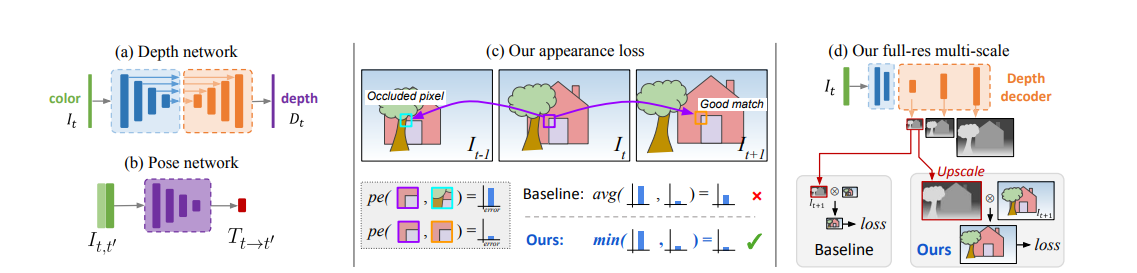 (a) Depth network
color
I_t
depth
D_t
(b) Pose network
I_{t,t'}
T_{t→t'}
(c) Our appearance loss
Occluded pixel
Good match
I_{t-1}
I_t
I_{t+1}
pe( , ) =
error
pe( , ) =
error
Baseline: avg( , ) = ×
Ours: min( , ) = ✓
(d) Our full-res multi-scale
I_t
Depth
decoder
Upscale
I_{t+1}
⊗
loss
Baseline
⊗
I_{t+1}
loss
Ours